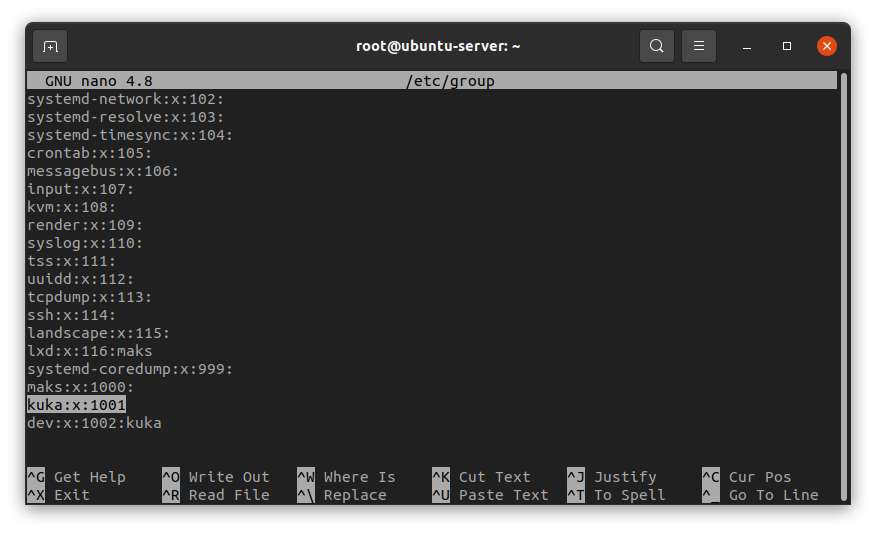 root@ubuntu-server: ~
GNU nano 4.8 /etc/group
systemd-network:x:102:
systemd-resolve:x:103:
systemd-timesync:x:104:
crontab:x:105:
messagebus:x:106:
input:x:107:
kvm:x:108:
render:x:109:
syslog:x:110:
tss:x:111:
uuidd:x:112:
tcpdump:x:113:
ssh:x:114:
landscape:x:115:
lxd:x:116:maks
systemd-coredump:x:999:
maks:x:1000:
kuka:x:1001
dev:x:1002:kuka
^G Get Help ^O Write Out ^W Where Is ^K Cut Text ^J Justify ^C Cur Pos
^X Exit ^R Read File ^\ Replace ^U Paste Text ^T To Spell ^_ Go To Line